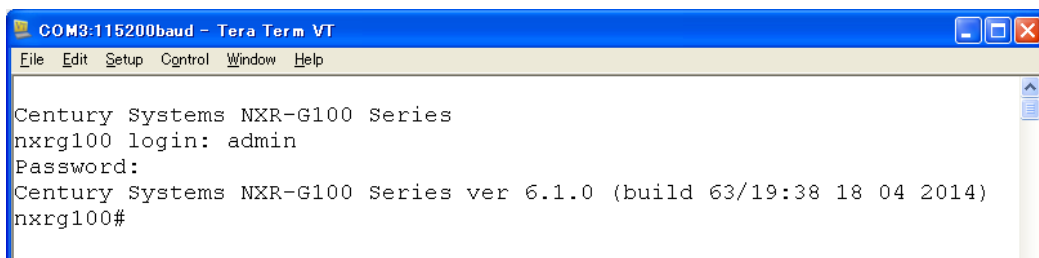 COM3:115200baud - Tera Term VT
File Edit Setup Control Window Help
Century Systems NXR-G100 Series
nxrg100 login: admin
Password:
Century Systems NXR-G100 Series ver 6.1.0 (build 63/19:38 18 04 2014)
nxrg100#